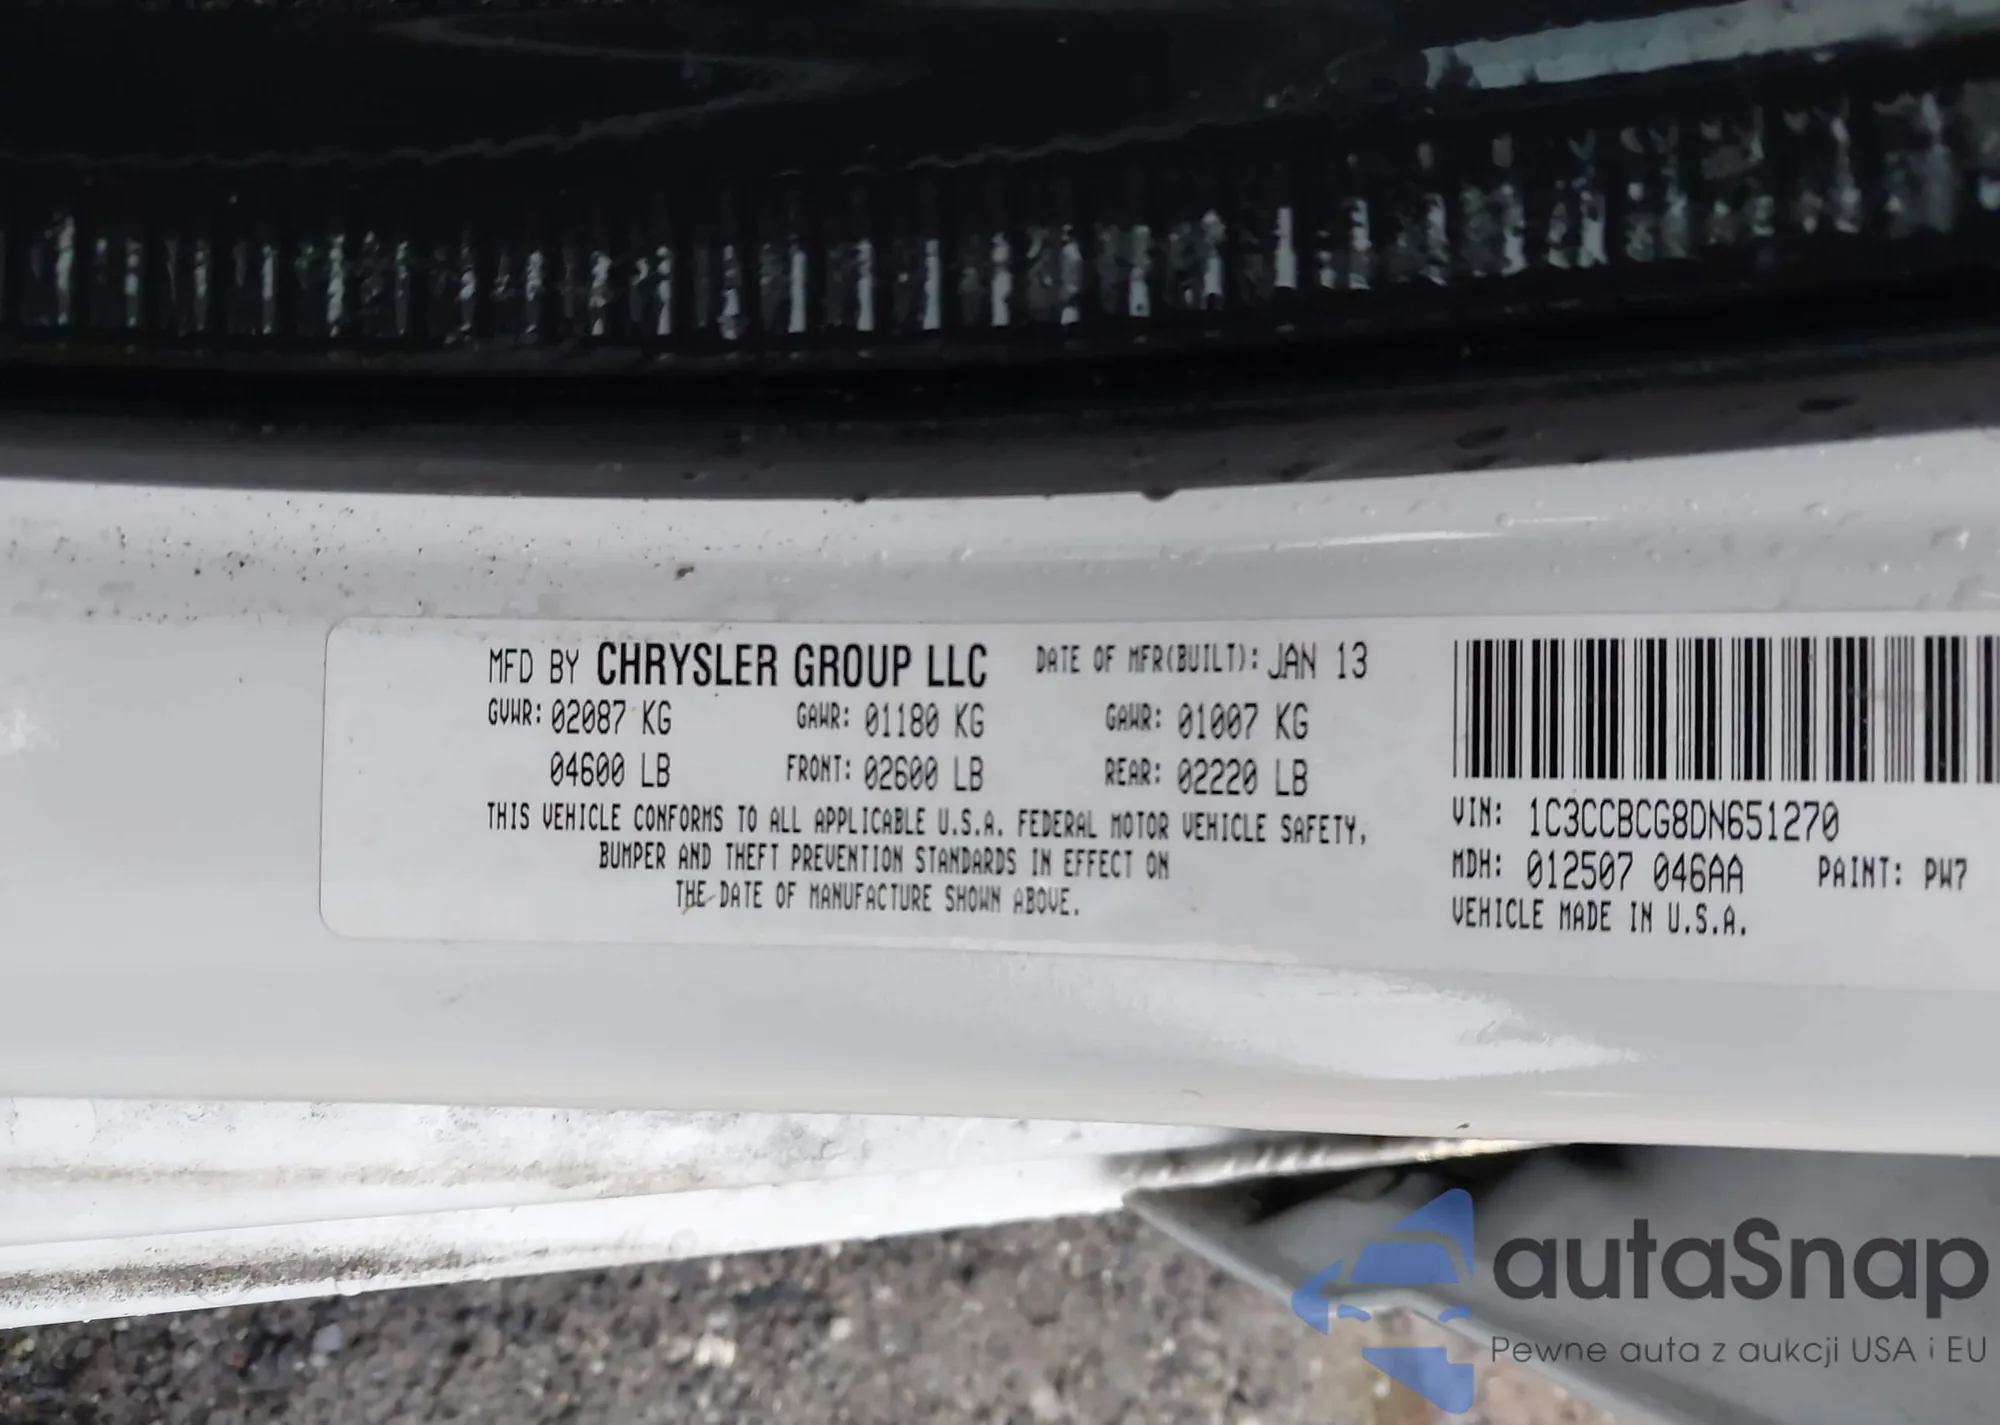 MFD BY CHRYSLER GROUP LLC DATE OF MFR(BUILT): JAN 13
GVWR: 02087 KG GAWR: 01180 KG GAWR: 01007 KG
04600 LB FRONT: 02600 LB REAR: 02220 LB
THIS VEHICLE CONFORMS TO ALL APPLICABLE U.S.A. FEDERAL MOTOR VEHICLE SAFETY,
BUMPER AND THEFT PREVENTION STANDARDS IN EFFECT ON
THE DATE OF MANUFACTURE SHOWN ABOVE.
VIN: 1C3CCBCG8DN651270
MDH: 012507 046AA PAINT: PW7
VEHICLE MADE IN U.S.A.
autaSnap
Pewne auta z aukcji USA i EU